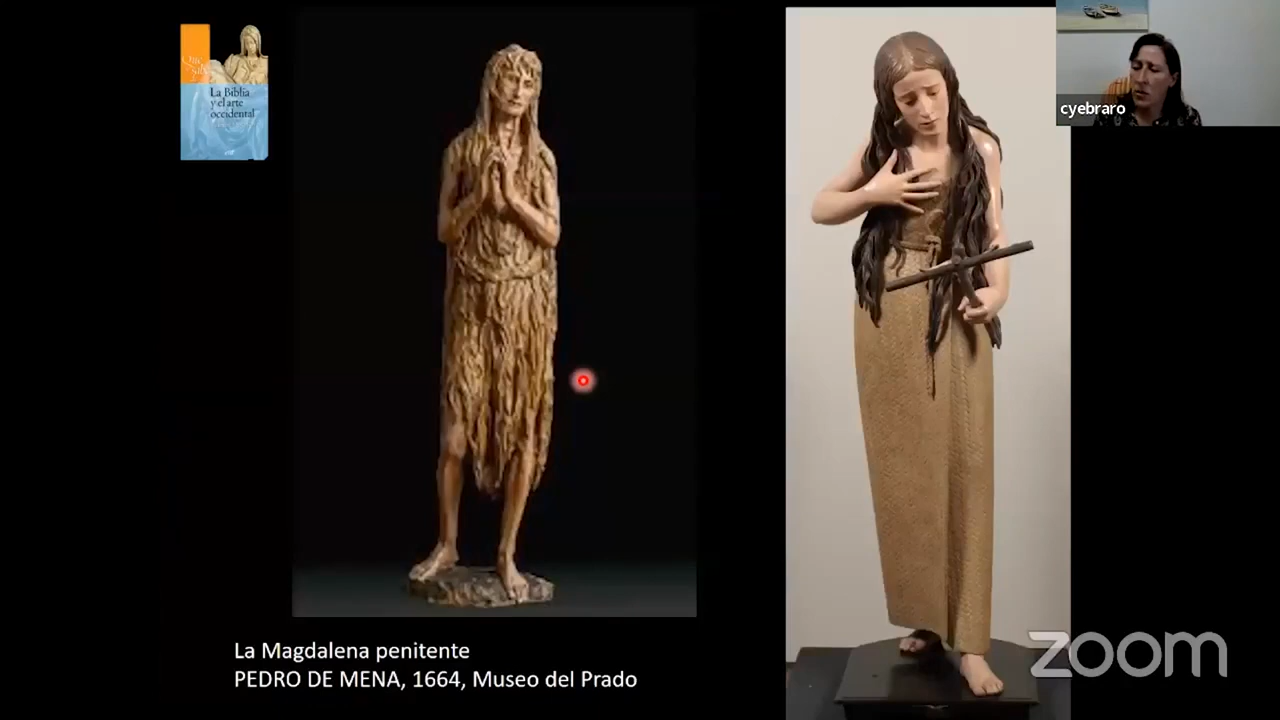 La Biblia
y el arte
occidental
cyebraro
La Magdalena penitente
PEDRO DE MENA, 1664, Museo del Prado
zoom